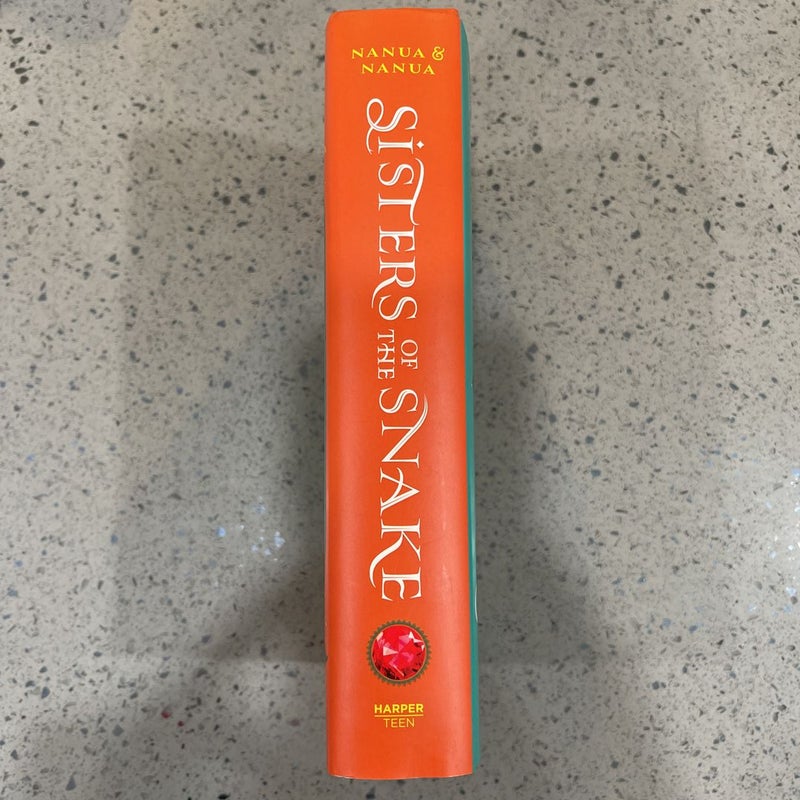 NANUA &
NANUA
SISTERS
OF
THE
SNAKE
HARPER
TEEN